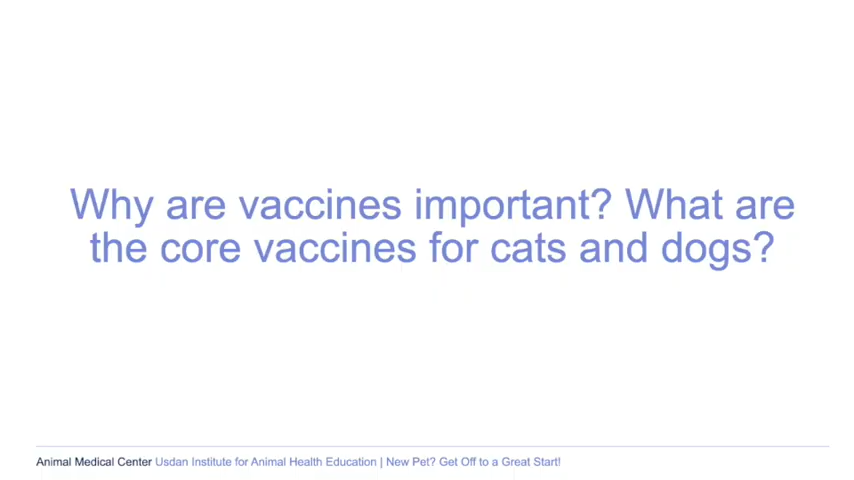 Why are vaccines important? What are
the core vaccines for cats and dogs?
Animal Medical Center Usdan Institute for Animal Health Education | New Pet? Get Off to a Great Start!